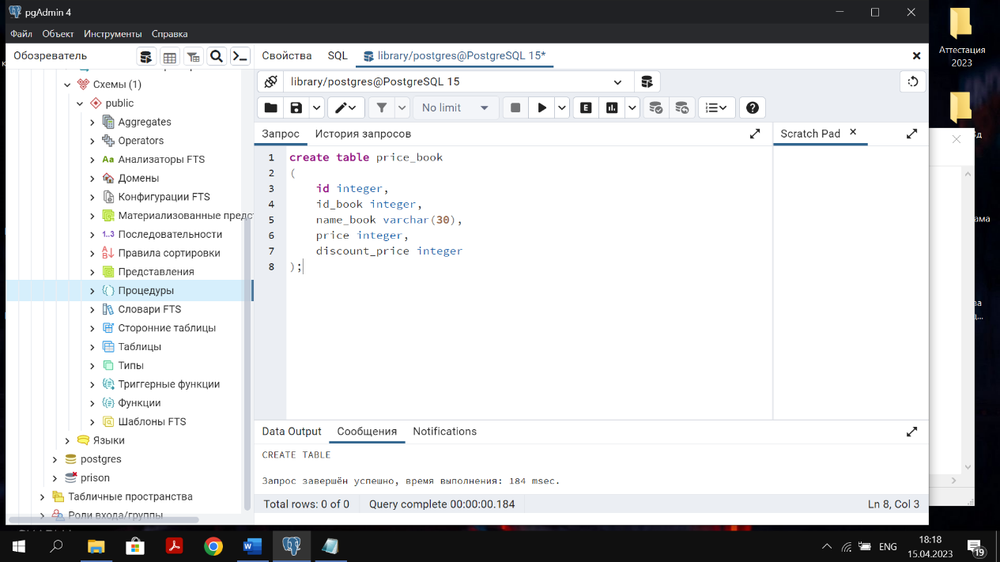 pgAdmin 4
Файл Объект Инструменты Справка
Обозреватель
Свойства SQL library/postgres@PostgreSQL 15*
library/postgres@PostgreSQL 15
No limit
E
Запрос История запросов
Scratch Pad
Схемы (1)
public
Aggregates
Operators
Aa Анализаторы FTS
Домены
Конфигурации FTS
Материализованные предс
1..3 Последовательности
Правила сортировки
Представления
Процедуры
Словари FTS
Сторонние таблицы
Таблицы
Типы
Триггерные функции
Функции
Шаблоны FTS
Языки
postgres
prison
Табличные пространства
Роли входа/группы
1 create table price_book
2 (
3 id integer,
4 id_book integer,
5 name_book varchar(30),
6 price integer,
7 discount_price integer
8 );
Data Output Сообщения Notifications
CREATE TABLE
Запрос завершён успешно, время выполнения: 184 msec.
Total rows: 0 of 0 Query complete 00:00:00.184 Ln 8, Col 3
Аттестация
2023
ENG
18:18
15.04.2023
19